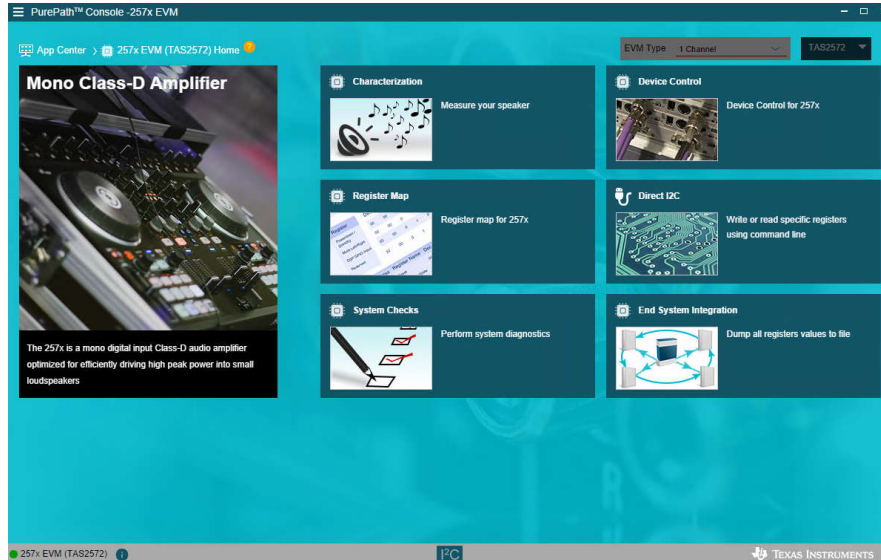 PurePath™ Console -257x EVM
App Center > 257x EVM (TAS2572) Home ?
EVM Type 1 Channel
TAS2572
Mono Class-D Amplifier
The 257x is a mono digital input Class-D audio amplifier
optimized for efficiently driving high peak power into small
loudspeakers
Characterization
Measure your speaker
Device Control
Device Control for 257x
Register Map
Register map for 257x
Direct I2C
Write or read specific registers
using command line
System Checks
Perform system diagnostics
End System Integration
Dump all registers values to file
257x EVM (TAS2572) i
I²C
TEXAS INSTRUMENTS